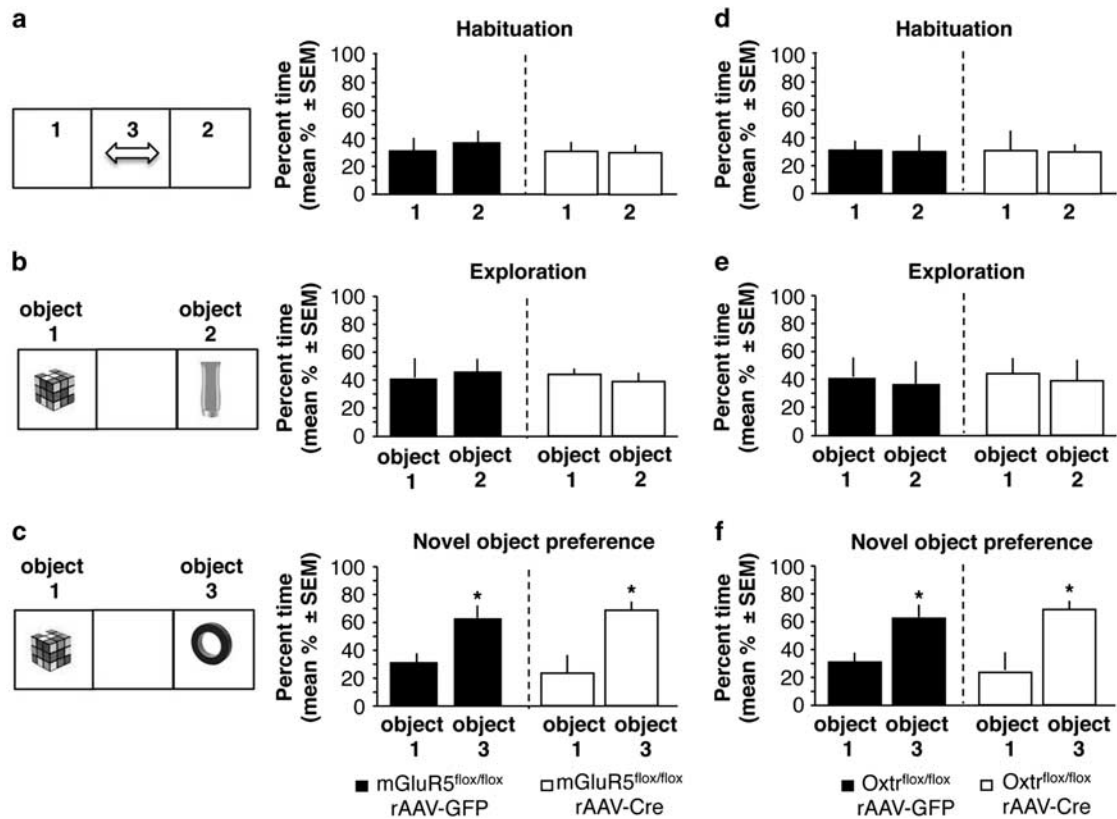 a
1 3 2
Habituation
Percent time
(mean % ± SEM)
100
80
60
40
20
0
1 2 1 2
d
Habituation
Percent time
(mean % ± SEM)
100
80
60
40
20
0
1 2 1 2
b
object
1
object
2
Exploration
Percent time
(mean % ± SEM)
100
80
60
40
20
0
object object object object
1 2 1 2
e
Exploration
Percent time
(mean % ± SEM)
100
80
60
40
20
0
object object object object
1 2 1 2
c
object
1
object
3
Novel object preference
Percent time
(mean % ± SEM)
100
80
60
40
20
0
* *
object object object object
1 3 1 3
mGluR5flox/flox
rAAV-GFP
mGluR5flox/flox
rAAV-Cre
f
Novel object preference
Percent time
(mean % ± SEM)
100
80
60
40
20
0
* *
object object object object
1 3 1 3
Oxtrflox/flox
rAAV-GFP
Oxtrflox/flox
rAAV-Cre